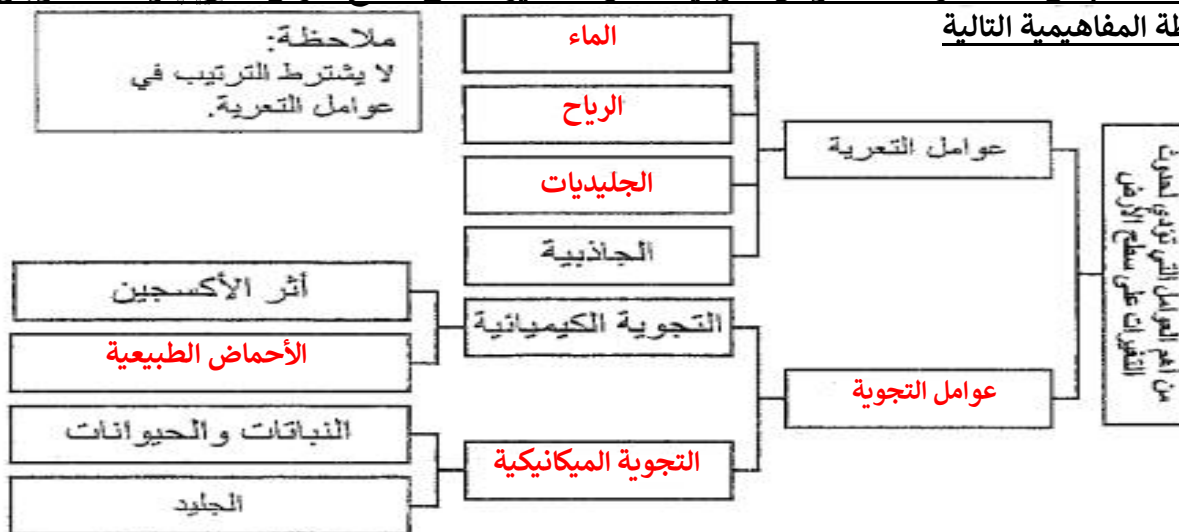 طة المفاهيمية التالية
ملاحظة:
لا يشترط الترتيب في
عوامل التعرية.
من أهم العوامل التي تؤدي لحدوث
التغيرات على سطح الأرض
عوامل التعرية
الماء
الرياح
الجليديات
الجاذبية
عوامل التجوية
التجوية الكيميائية
أثر الأكسجين
الأحماض الطبيعية
التجوية الميكانيكية
النباتات والحيوانات
الجليد